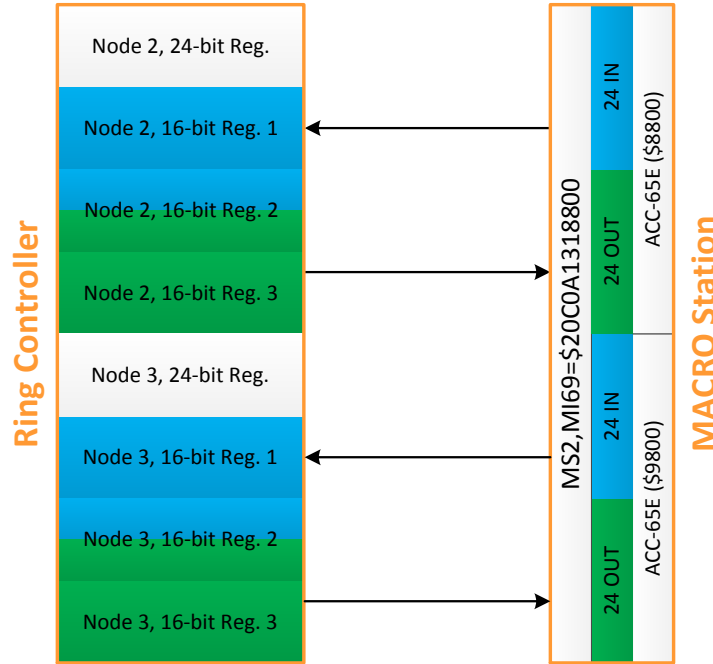 Ring Controller
Node 2, 24-bit Reg.
Node 2, 16-bit Reg. 1
Node 2, 16-bit Reg. 2
Node 2, 16-bit Reg. 3
Node 3, 24-bit Reg.
Node 3, 16-bit Reg. 1
Node 3, 16-bit Reg. 2
Node 3, 16-bit Reg. 3
MS2,MI69=$20C0A1318800
24 IN
24 OUT
ACC-65E ($8800)
24 IN
24 OUT
ACC-65E ($9800)
MACRO Station